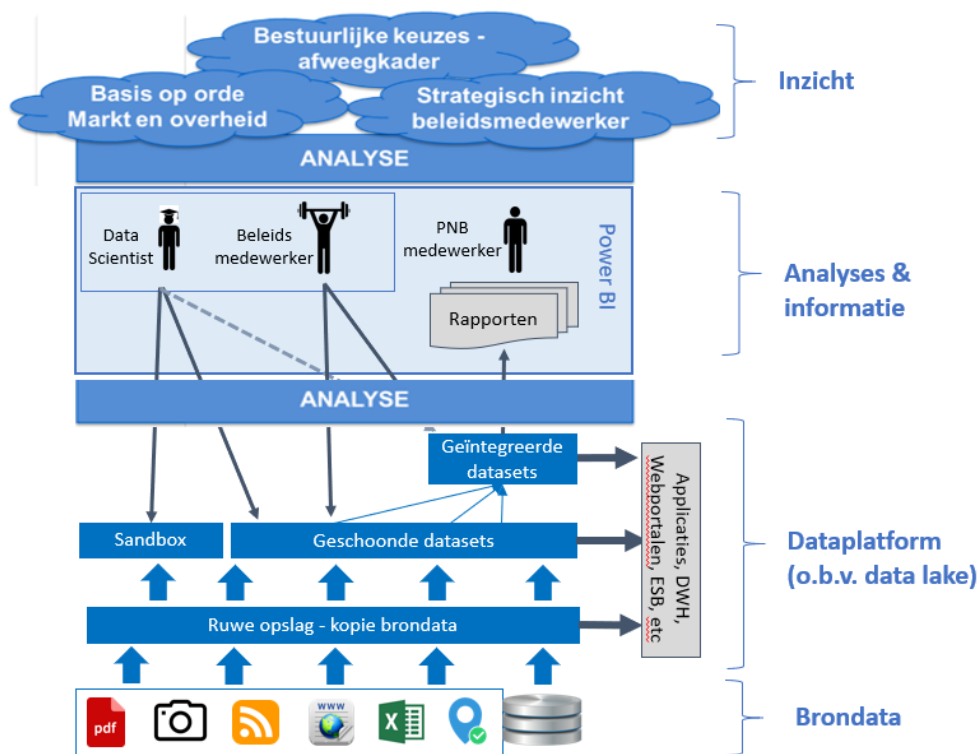 Bestuurlijke keuzes -
afweegkader
Basis op orde
Markt en overheid
Strategisch inzicht
beleidsmedewerker
Inzicht
ANALYSE
Data
Scientist
Beleids
medewerker
PNB
medewerker
Power BI
Rapporten
Analyses &
informatie
ANALYSE
Geïntegreerde
datasets
Applicaties, DWH,
Webportalen, ESB, etc
Sandbox
Geschoonde datasets
Dataplatform
(o.b.v. data lake)
Ruwe opslag - kopie brondata
pdf
WWW
X
Brondata